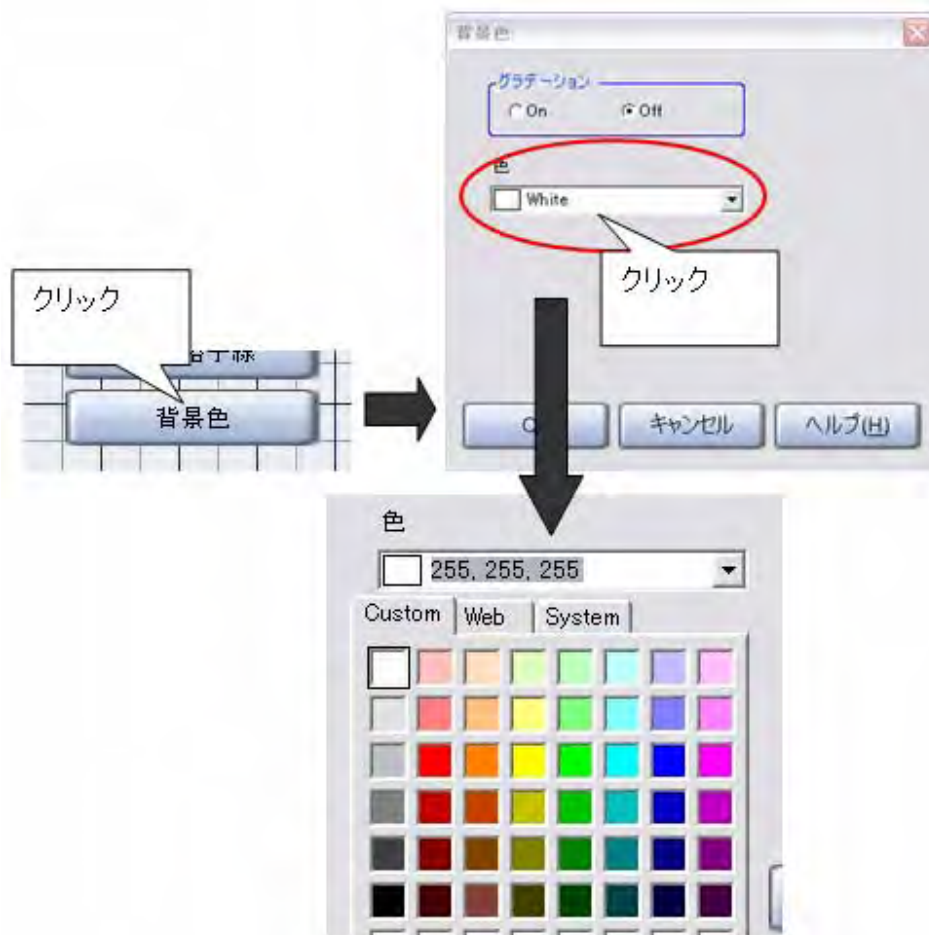 背景色
グラデーション
On
Off
色
White
クリック
クリック
背景色
キャンセル
ヘルプ(H)
色
255, 255, 255
Custom
Web
System